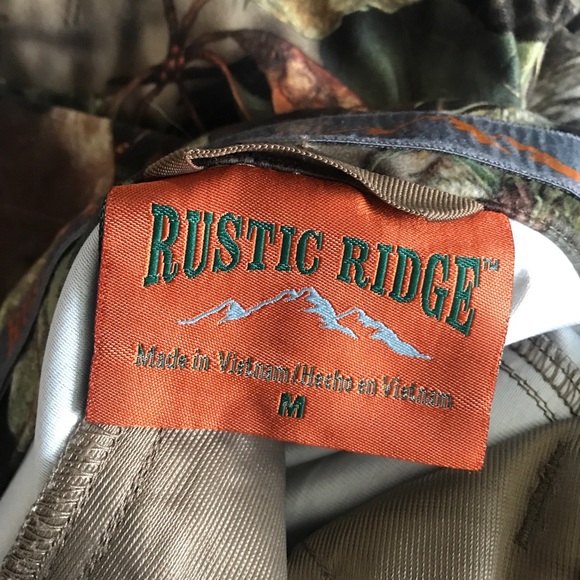 RUSTIC RIDGE™
Made in Vietnam/Hecho en Vietnam
M